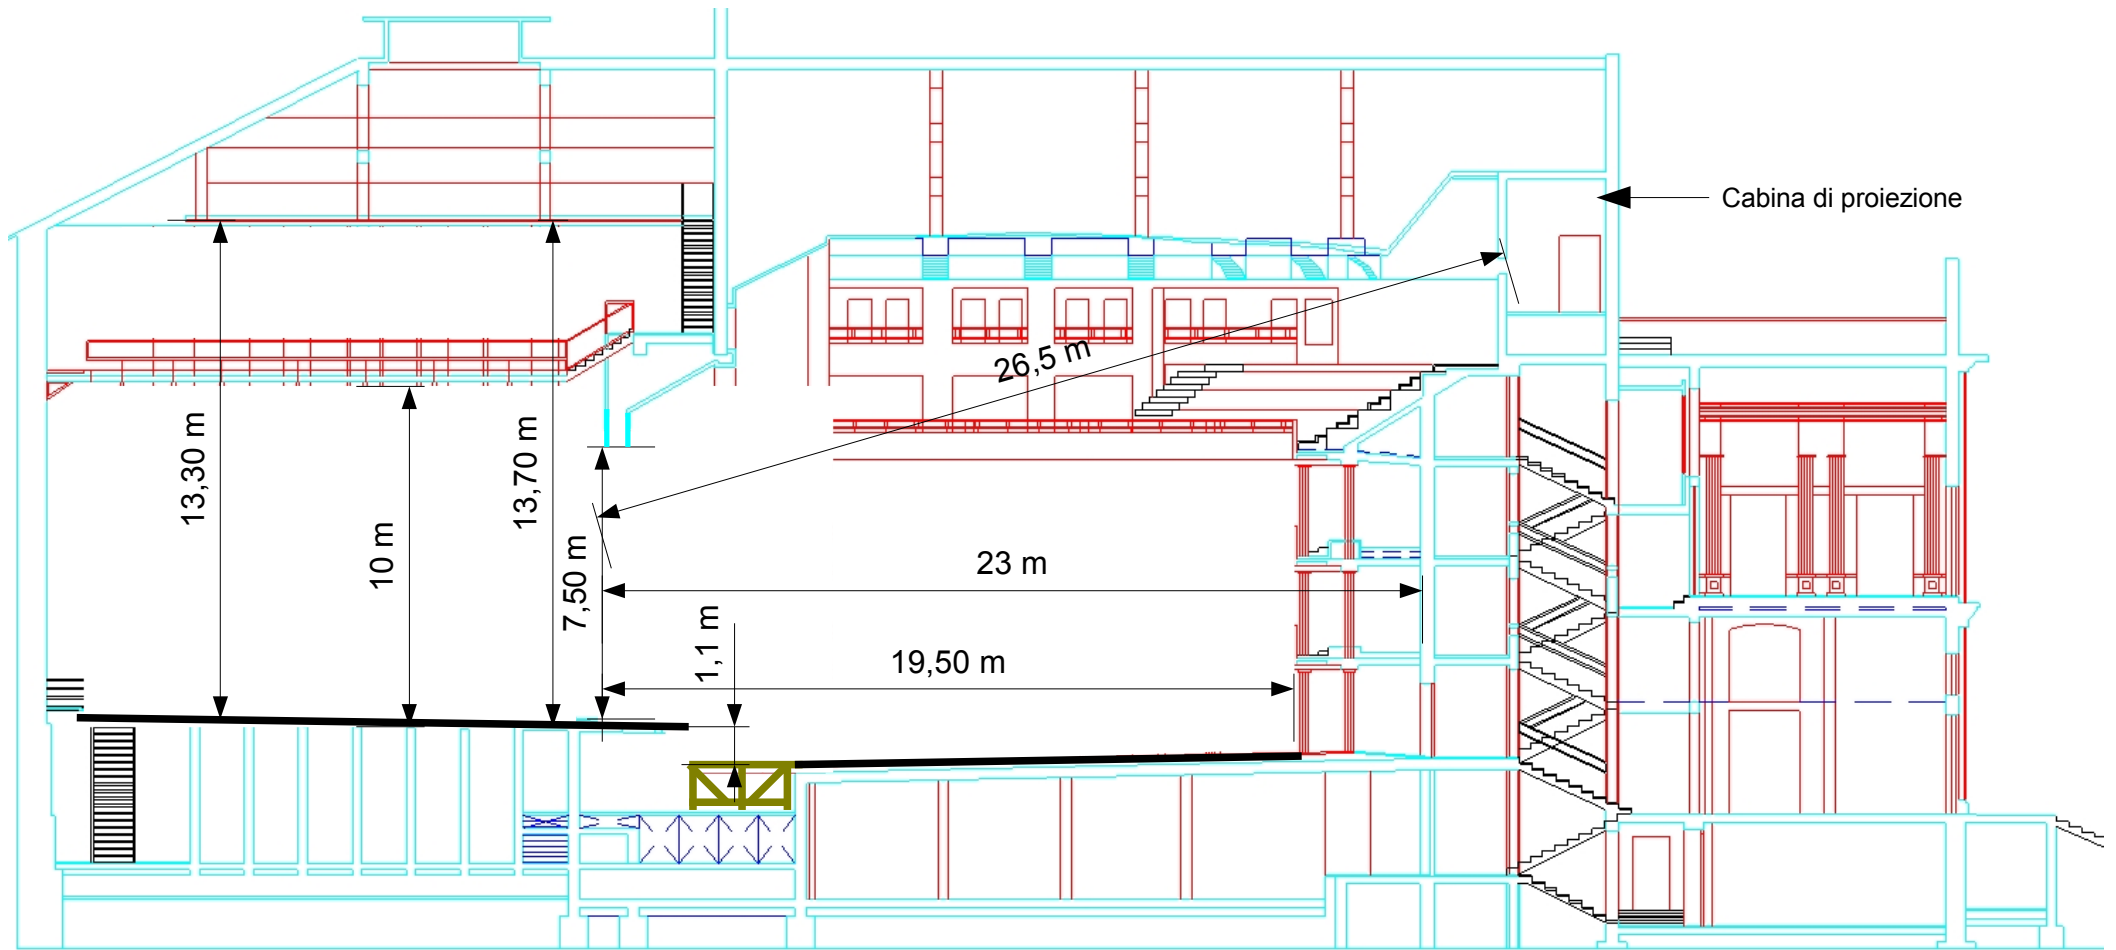 Cabina di proiezione
26,5 m
13,30 m
10 m
13,70 m
7,50 m
23 m
1,1 m
19,50 m